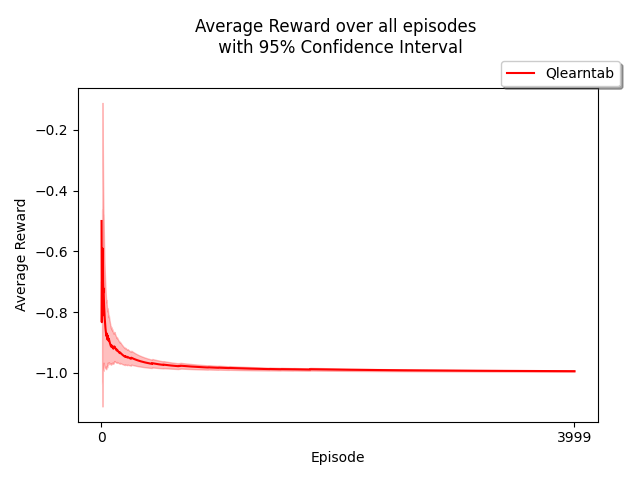 Average Reward over all episodes
with 95% Confidence Interval
Qlearntab
−0.2
−0.4
−0.6
−0.8
−1.0
Average Reward
0
3999
Episode